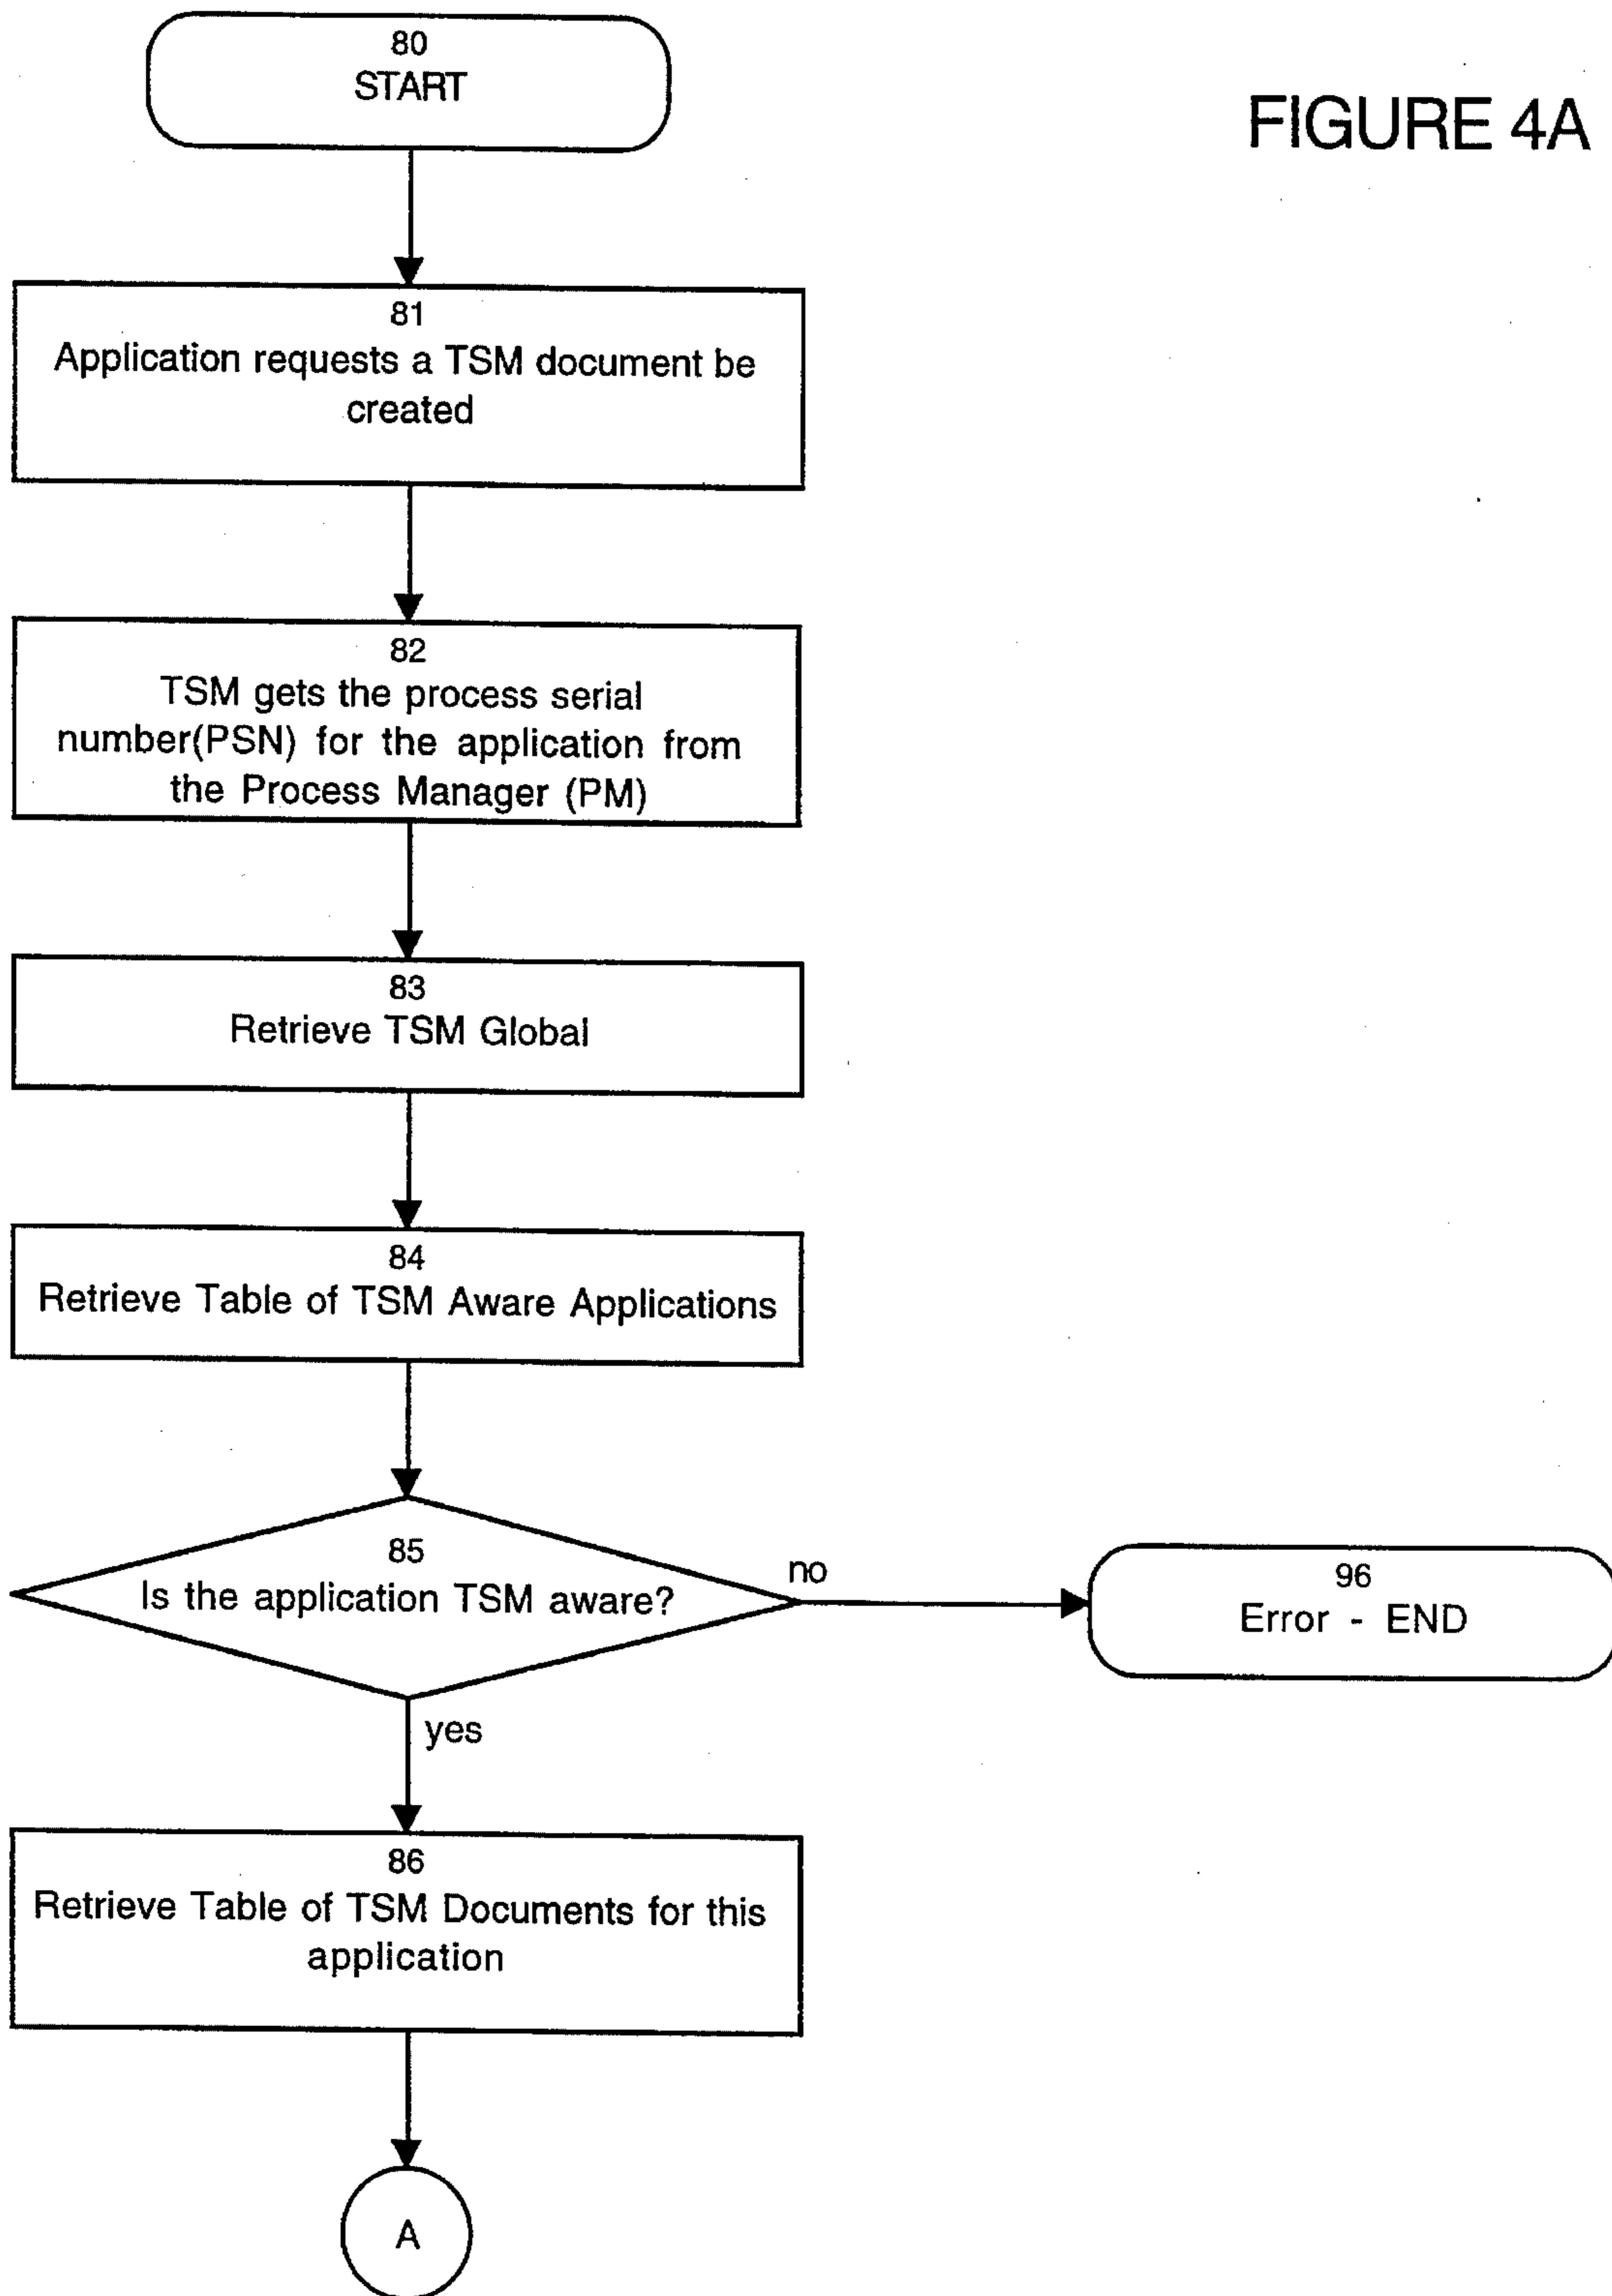 80
START
FIGURE 4A
81
Application requests a TSM document be
created
82
TSM gets the process serial
number(PSN) for the application from
the Process Manager (PM)
83
Retrieve TSM Global
84
Retrieve Table of TSM Aware Applications
85
Is the application TSM aware?
no
96
Error - END
yes
86
Retrieve Table of TSM Documents for this
application
A